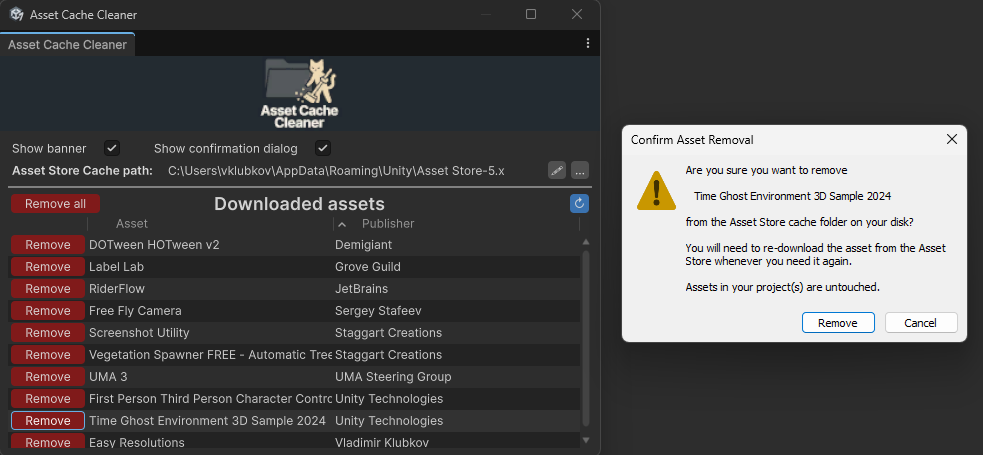 Asset Cache Cleaner
Asset Cache Cleaner
Asset Cache
Cleaner
Show banner
Show confirmation dialog
Asset Store Cache path: C:\Users\vklubkov\AppData\Roaming\Unity\Asset Store-5.x
...
Remove all
Downloaded assets
Asset Publisher
Remove DOTween HOTween v2 Demigiant
Remove Label Lab Grove Guild
Remove RiderFlow JetBrains
Remove Free Fly Camera Sergey Stafeev
Remove Screenshot Utility Staggart Creations
Remove Vegetation Spawner FREE - Automatic Tree Staggart Creations
Remove UMA 3 UMA Steering Group
Remove First Person Third Person Character Contro Unity Technologies
Remove Time Ghost Environment 3D Sample 2024 Unity Technologies
Remove Easy Resolutions Vladimir Klubkov
Confirm Asset Removal
Are you sure you want to remove
Time Ghost Environment 3D Sample 2024
from the Asset Store cache folder on your disk?
You will need to re-download the asset from the Asset
Store whenever you need it again.
Assets in your project(s) are untouched.
Remove Cancel